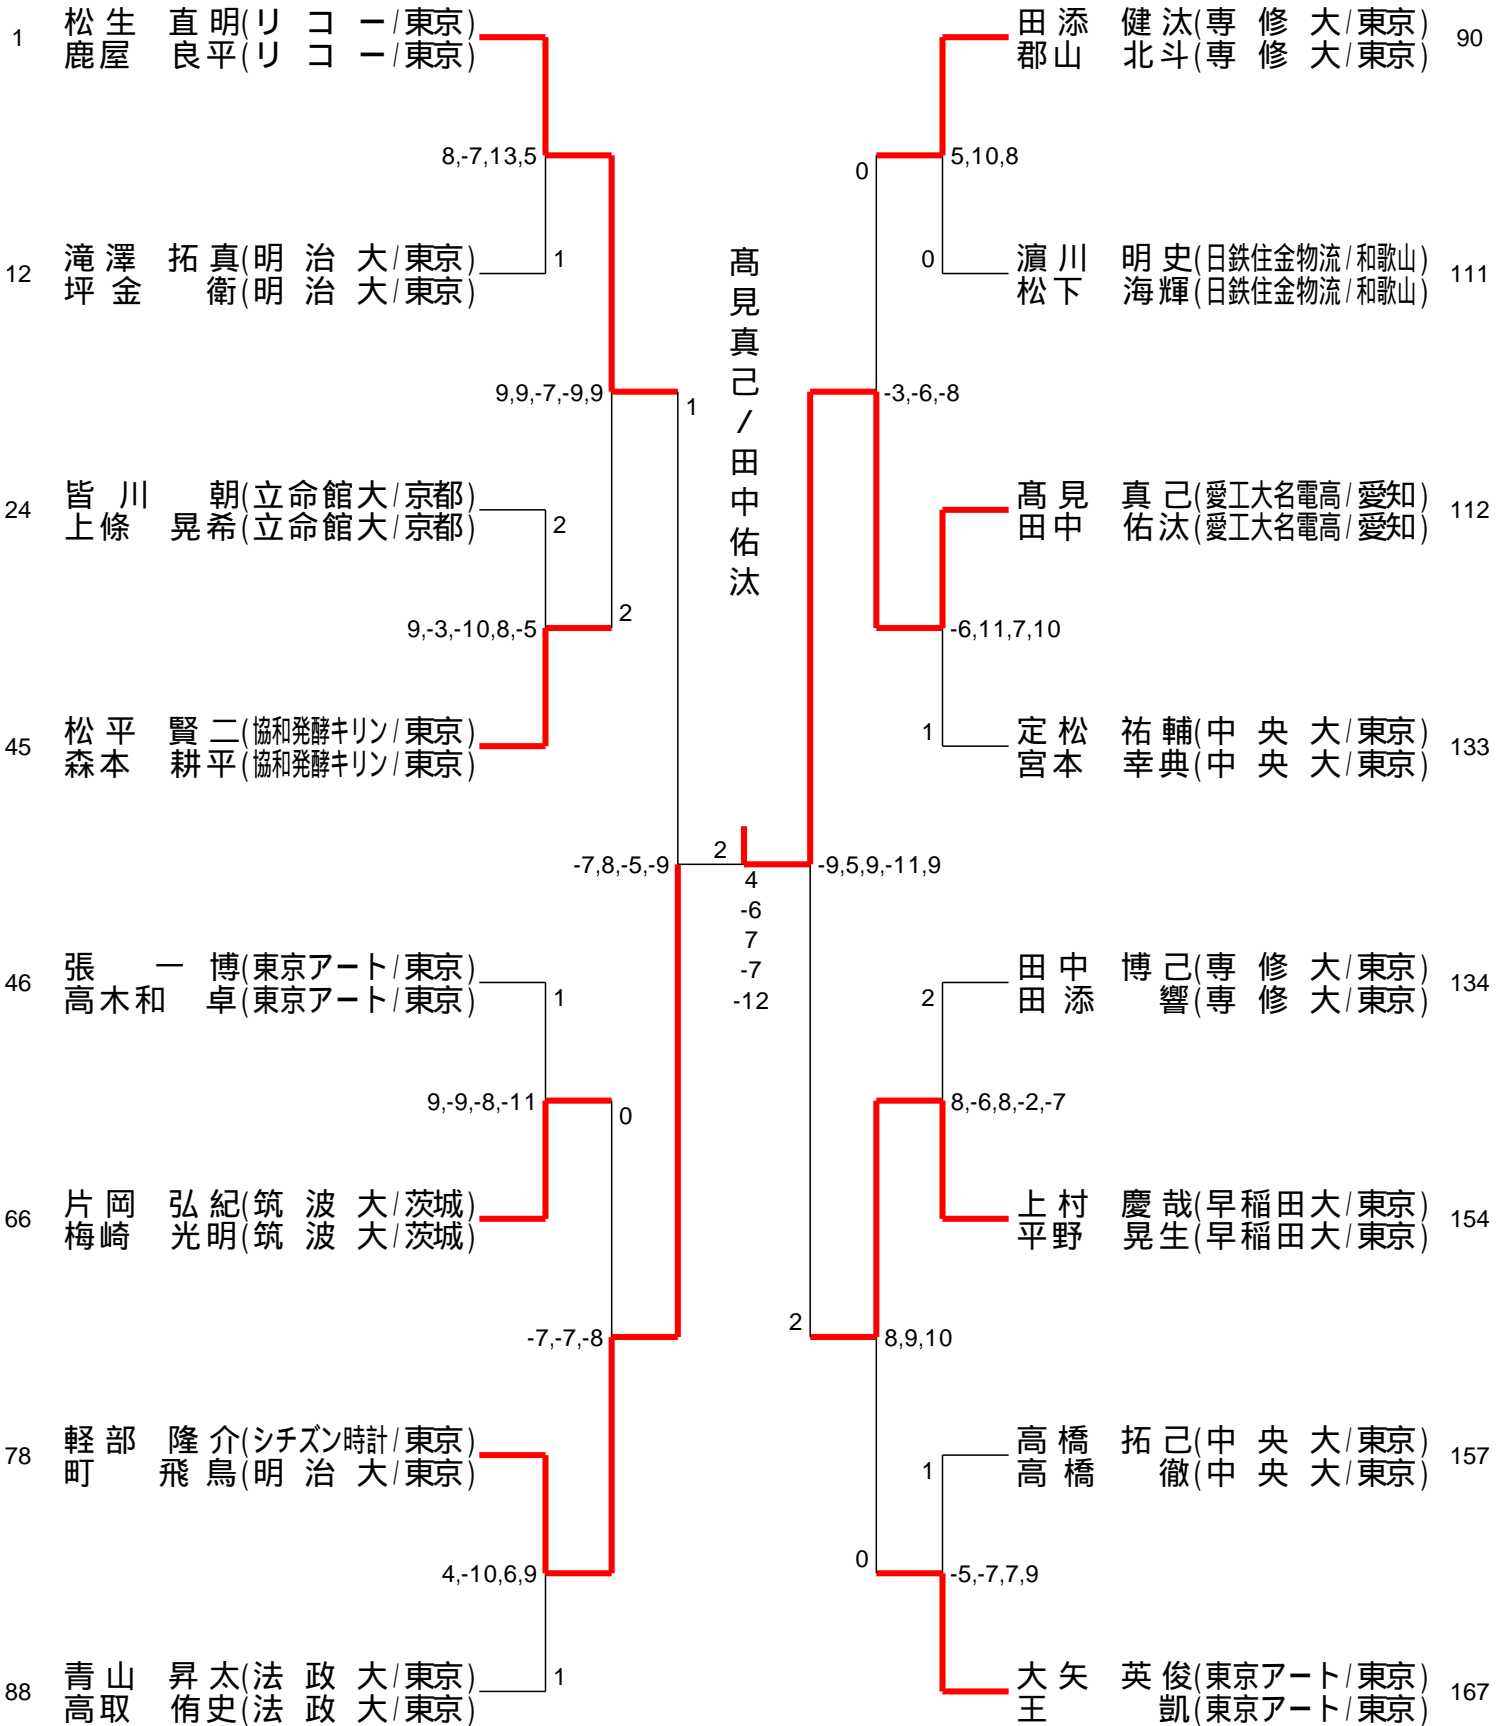 1
松生 直明(リコー/東京)
鹿屋 良平(リコー/東京)
8,-7,13,5
1
12
滝澤 拓真(明治大/東京)
坪金 衛(明治大/東京)
9,9,-7,-9,9
1
24
皆川 朝(立命館大/京都)
上條 晃希(立命館大/京都)
2
9,-3,-10,8,-5
2
45
松平 賢二(協和発酵キリン/東京)
森本 耕平(協和発酵キリン/東京)
-7,8,-5,-9
46
張 一博(東京アート/東京)
高木和 卓(東京アート/東京)
1
9,-9,-8,-11
0
66
片岡 弘紀(筑波大/茨城)
梅崎 光明(筑波大/茨城)
-7,-7,-8
78
軽部 隆介(シチズン時計/東京)
町 飛鳥(明治大/東京)
4,-10,6,9
1
88
青山 昇太(法政大/東京)
高取 侑史(法政大/東京)
髙見真己/田中佑汰
2
4
-6
7
-7
-12
田添 健汰(専修大/東京)
郡山 北斗(専修大/東京)
90
0
5,10,8
0
濵川 明史(日鉄住金物流/和歌山)
松下 海輝(日鉄住金物流/和歌山)
111
-3,-6,-8
髙見 真己(愛工大名電高/愛知)
田中 佑汰(愛工大名電高/愛知)
112
-6,11,7,10
1
定松 祐輔(中央大/東京)
宮本 幸典(中央大/東京)
133
-9,5,9,-11,9
田中 博己(専修大/東京)
田添 響(専修大/東京)
134
2
8,-6,8,-2,-7
上村 慶哉(早稲田大/東京)
平野 晃生(早稲田大/東京)
154
2
8,9,10
高橋 拓己(中央大/東京)
高橋 徹(中央大/東京)
157
1
0
-5,-7,7,9
大矢 英俊(東京アート/東京)
王 凱(東京アート/東京)
167